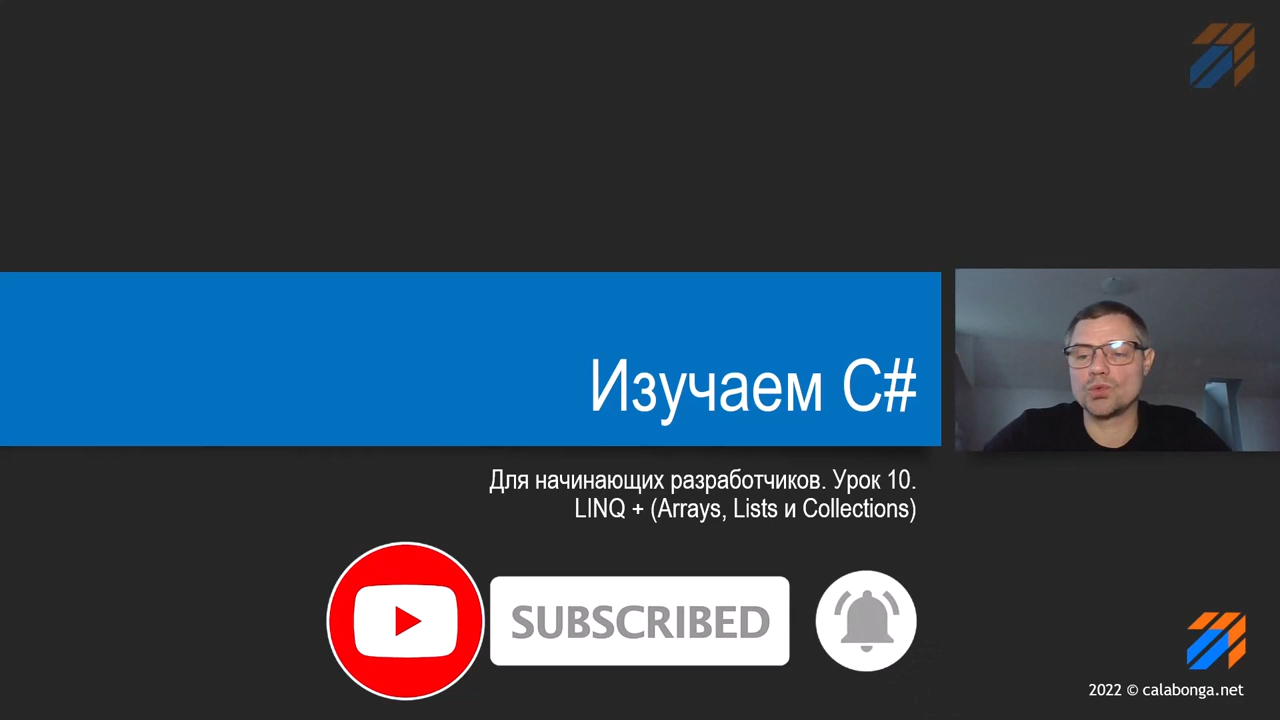 Изучаем C#
Для начинающих разработчиков. Урок 10.
LINQ + (Arrays, Lists и Collections)
SUBSCRIBED
2022 © calabonga.net